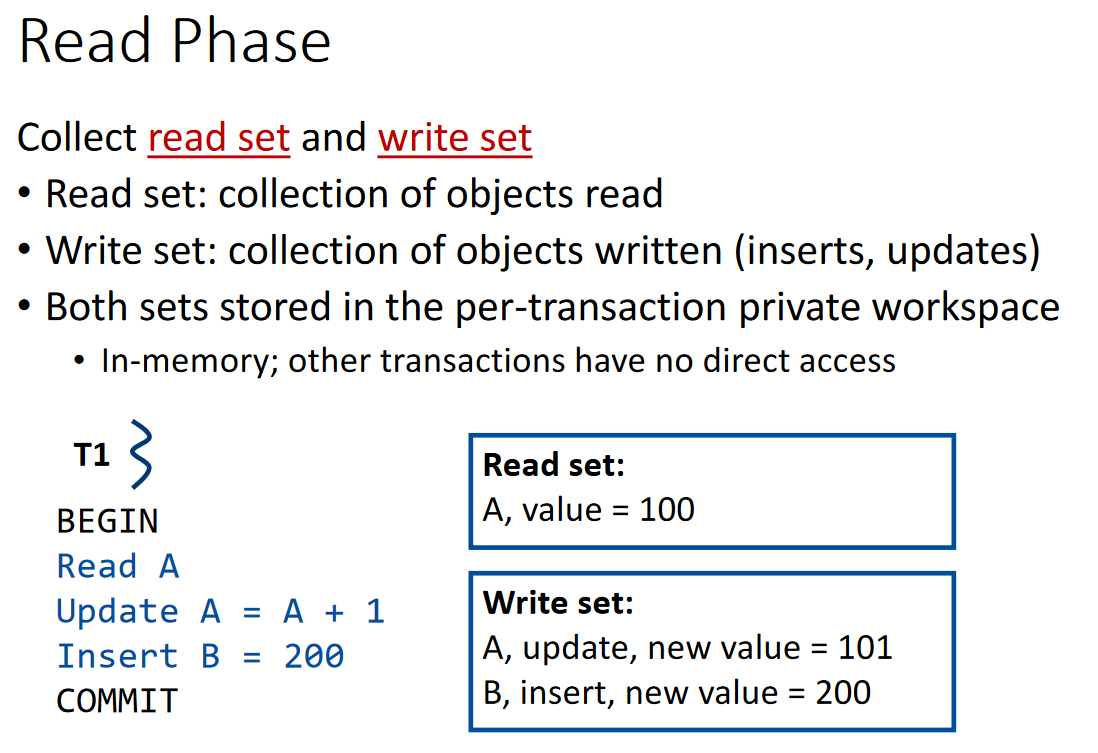 Read Phase
Collect read set and write set
• Read set: collection of objects read
• Write set: collection of objects written (inserts, updates)
• Both sets stored in the per-transaction private workspace
• In-memory; other transactions have no direct access
T1
BEGIN
Read A
Update A = A + 1
Insert B = 200
COMMIT
Read set:
A, value = 100
Write set:
A, update, new value = 101
B, insert, new value = 200